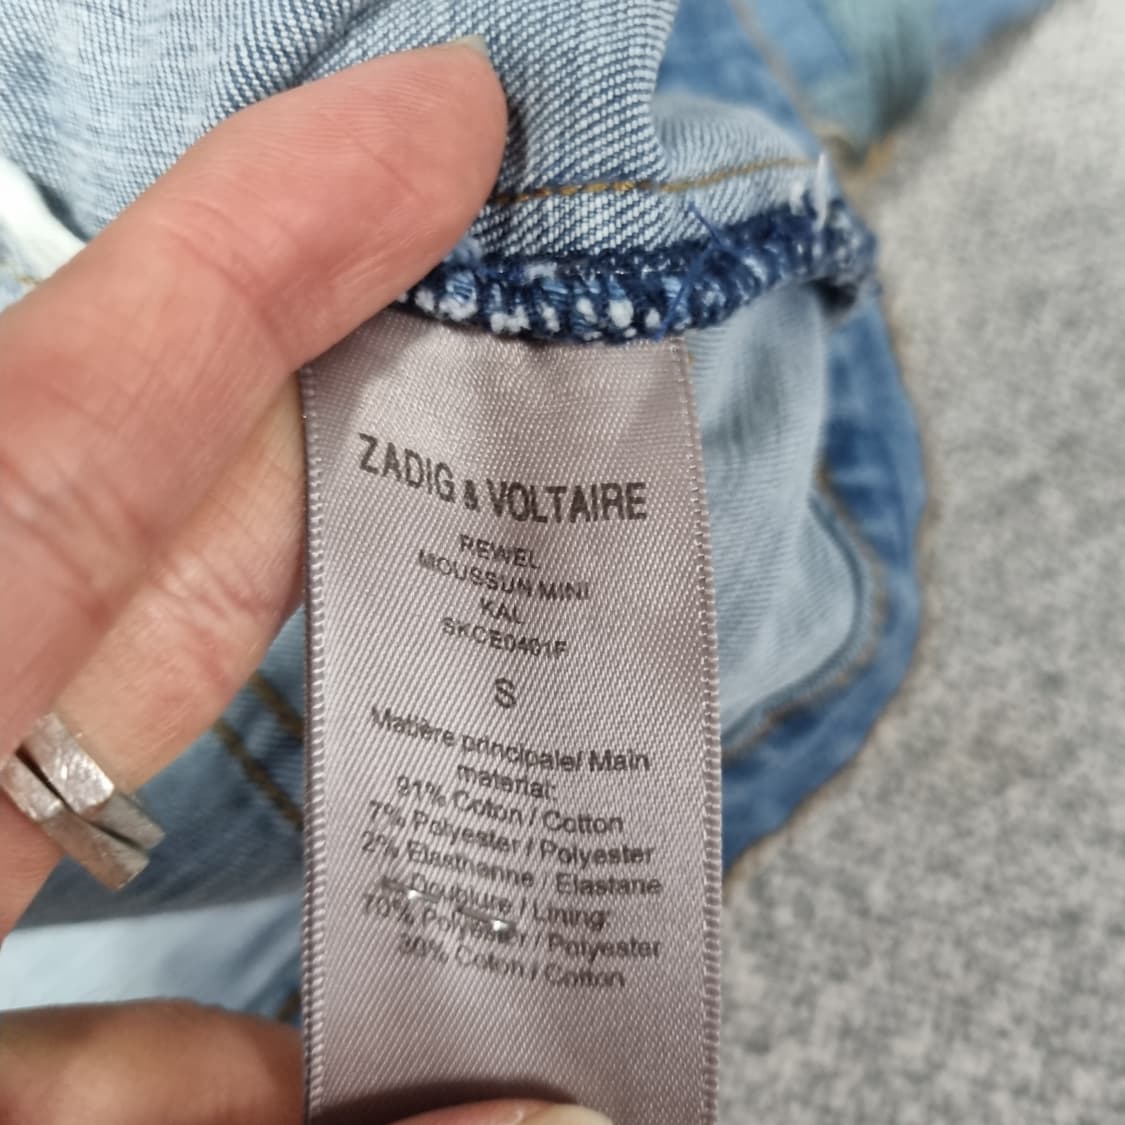 ZADIG & VOLTAIRE
REWEL
MOUSSUN MINI
KAL
SKCE0401F
S
Matière principale/ Main
material:
91% Coton / Cotton
7% Polyester / Polyester
2% Elasthanne / Elastane
Doublure / Lining:
70% Polyester / Polyester
30% Coton / Cotton